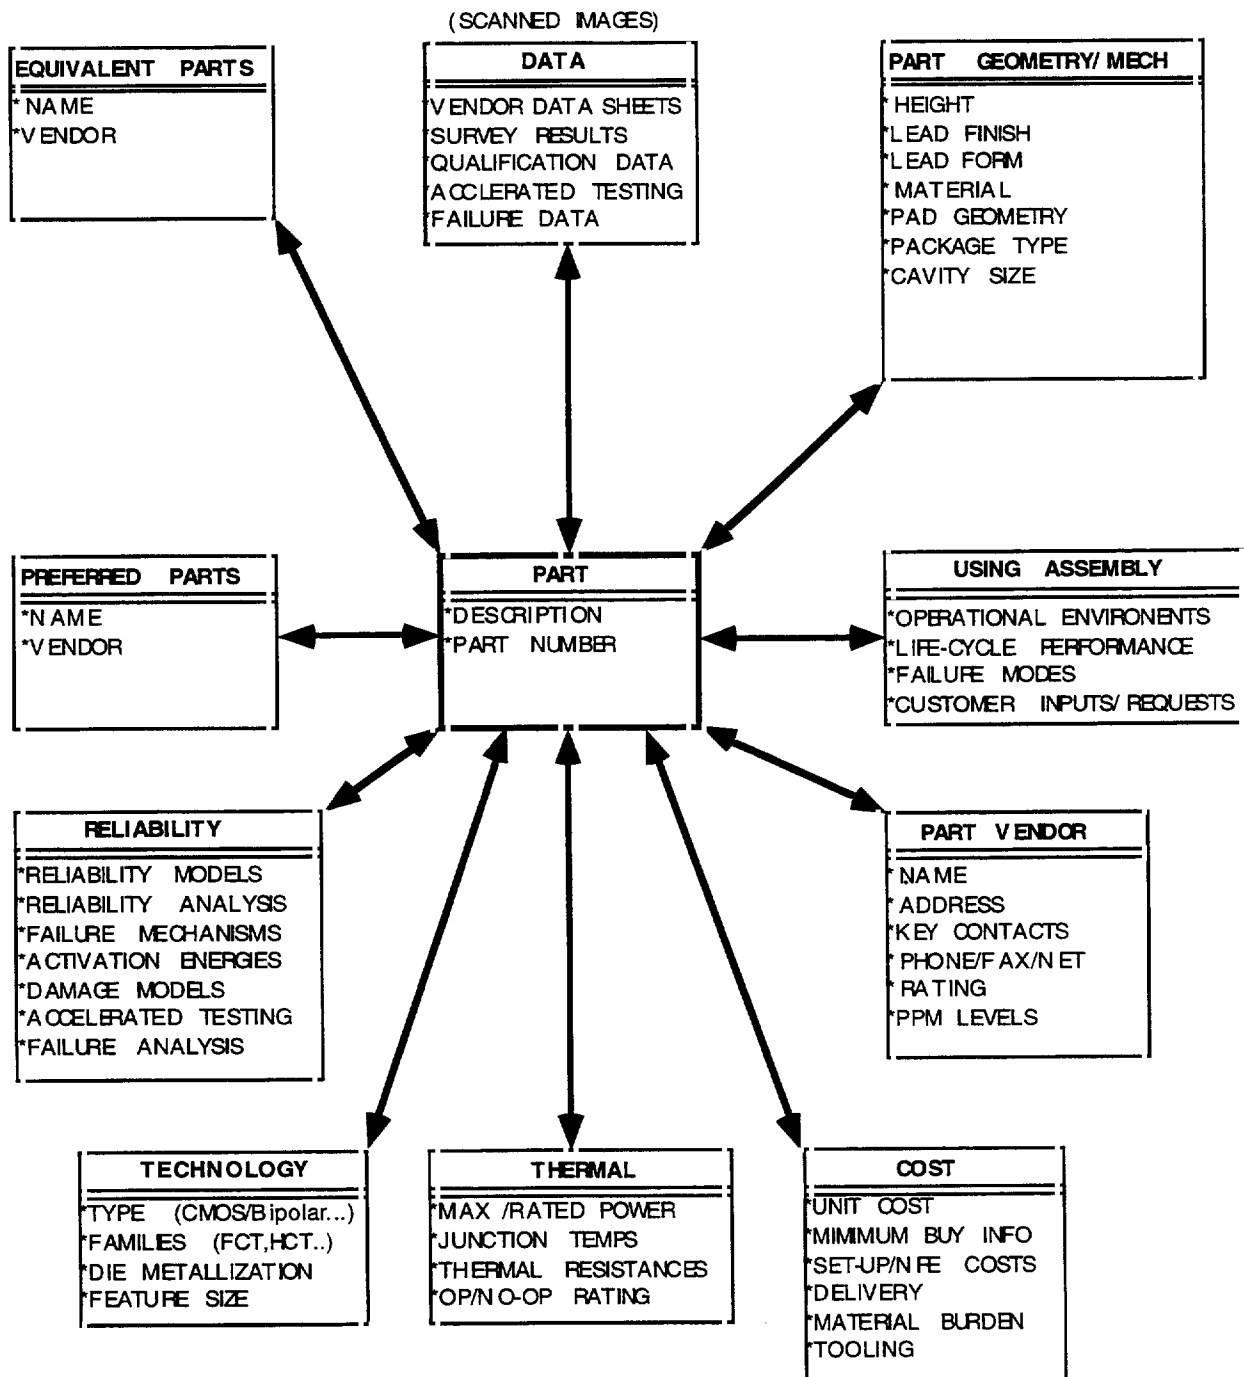 (SCANNED IMAGES)
EQUIVALENT PARTS
*NAME
*VENDOR
DATA
*VENDOR DATA SHEETS
*SURVEY RESULTS
*QUALIFICATION DATA
*ACCLERATED TESTING
*FAILURE DATA
PART GEOMETRY/MECH
*HEIGHT
*LEAD FINISH
*LEAD FORM
*MATERIAL
*PAD GEOMETRY
*PACKAGE TYPE
*CAVITY SIZE
PREFERRED PARTS
*NAME
*VENDOR
PART
*DESCRIPTION
*PART NUMBER
USING ASSEMBLY
*OPERATIONAL ENVIRONENTS
*LIFE-CYCLE PERFORMANCE
*FAILURE MODES
*CUSTOMER INPUTS/REQUESTS
RELIABILITY
*RELIABILITY MODELS
*RELIABILITY ANALYSIS
*FAILURE MECHANISMS
*ACTIVATION ENERGIES
*DAMAGE MODELS
*ACCELERATED TESTING
*FAILURE ANALYSIS
PART VENDOR
*NAME
*ADDRESS
*KEY CONTACTS
*PHONE/FAX/NET
*RATING
*PPM LEVELS
TECHNOLOGY
*TYPE (CMOS/Bipolar...)
*FAMILIES (FCT,HCT..)
*DIE METALLIZATION
*FEATURE SIZE
THERMAL
*MAX /RATED POWER
*JUNCTION TEMPS
*THERMAL RESISTANCES
*OP/NO-OP RATING
COST
*UNIT COST
*MIMIMUM BUY INFO
*SET-UP/NRE COSTS
*DELIVERY
*MATERIAL BURDEN
*TOOLING